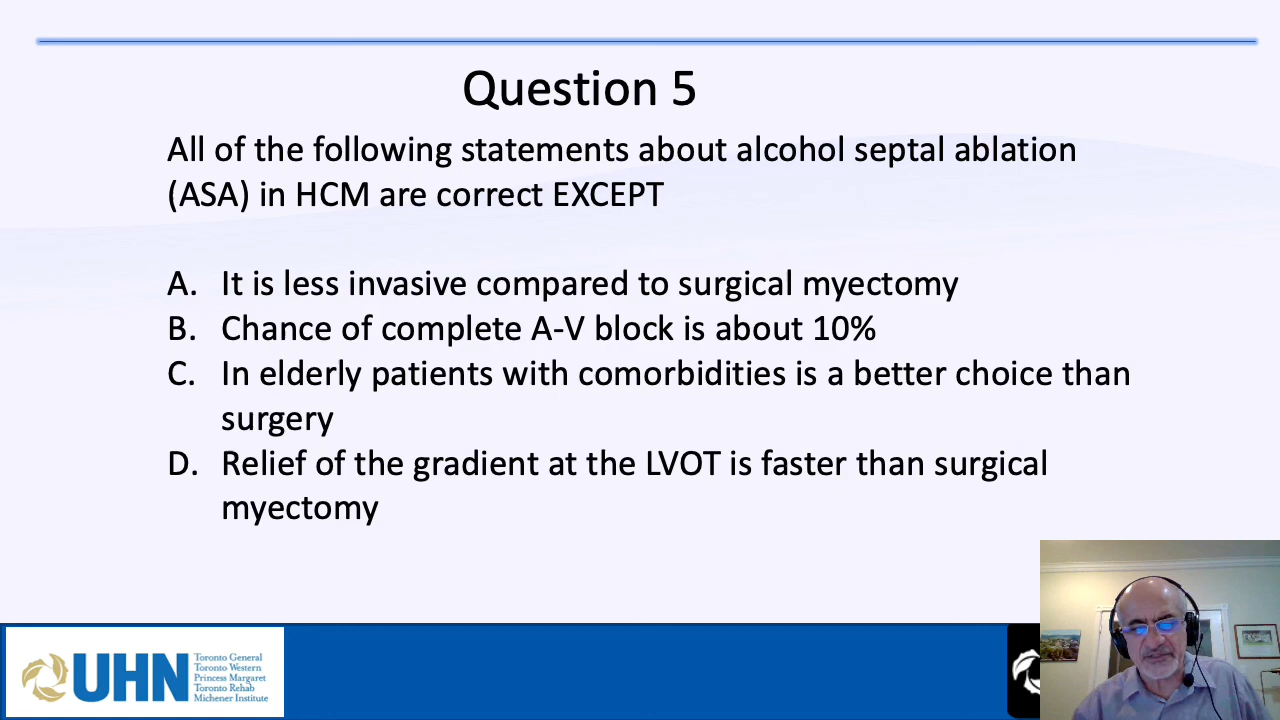 Question 5
All of the following statements about alcohol septal ablation
(ASA) in HCM are correct EXCEPT
A. It is less invasive compared to surgical myectomy
B. Chance of complete A-V block is about 10%
C. In elderly patients with comorbidities is a better choice than
surgery
D. Relief of the gradient at the LVOT is faster than surgical
myectomy
UHN
Toronto General
Toronto Western
Princess Margaret
Toronto Rehab
Michener Institute